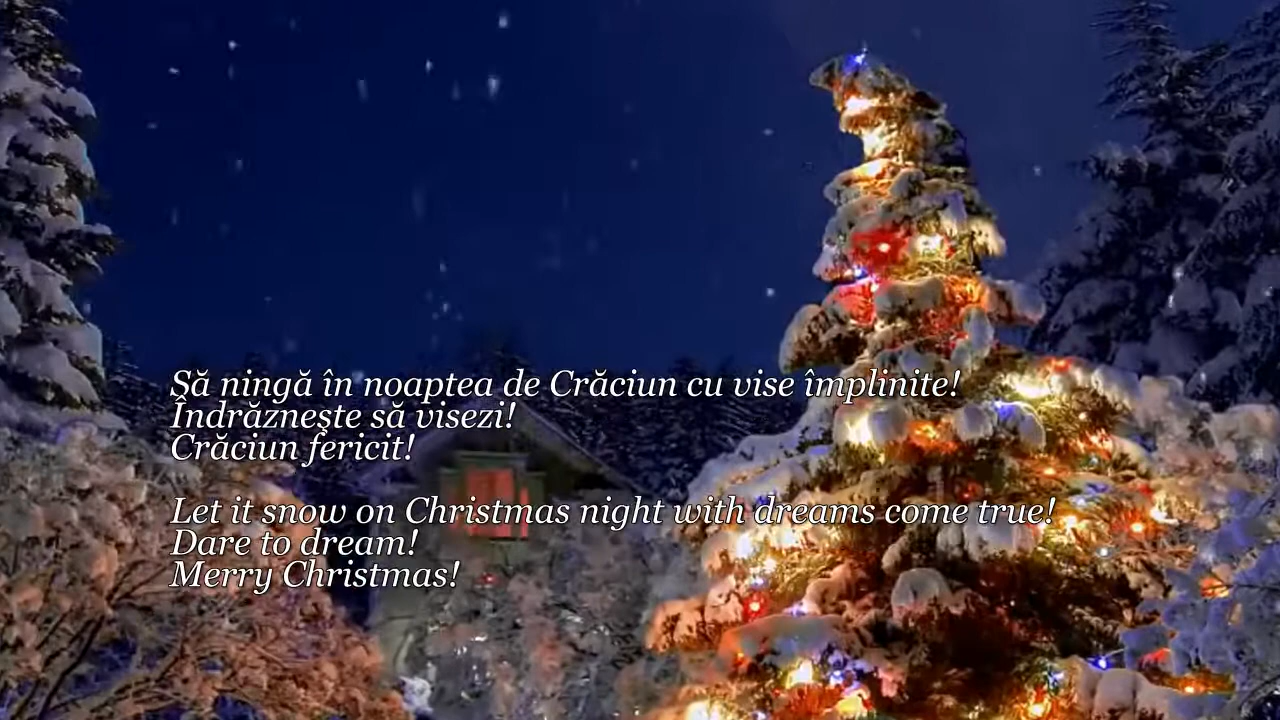 Să ningă în noaptea de Crăciun cu vise împlinite!
Îndrăznește să visezi!
Crăciun fericit!
Let it snow on Christmas night with dreams come true!
Dare to dream!
Merry Christmas!